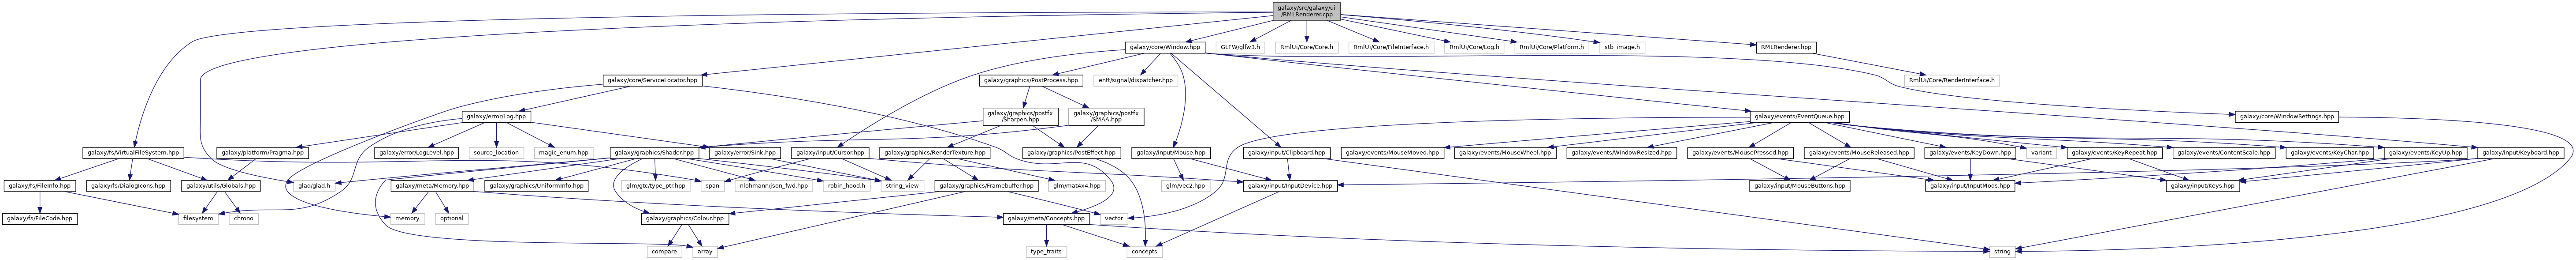 galaxy/src/galaxy/ui
/RMLRenderer.cpp
galaxy/core/Window.hpp
GLFW/glfw3.h
RmlUi/Core/Core.h
RmlUi/Core/FileInterface.h
RmlUi/Core/Log.h
RmlUi/Core/Platform.h
stb_image.h
RMLRenderer.hpp
galaxy/core/ServiceLocator.hpp
galaxy/graphics/PostProcess.hpp
entt/signal/dispatcher.hpp
RmlUi/Core/RenderInterface.h
galaxy/error/Log.hpp
galaxy/graphics/postfx
/Sharpen.hpp
galaxy/graphics/postfx
/SMAA.hpp
galaxy/events/EventQueue.hpp
galaxy/core/WindowSettings.hpp
galaxy/fs/VirtualFileSystem.hpp
galaxy/platform/Pragma.hpp
galaxy/error/LogLevel.hpp
source_location
magic_enum.hpp
galaxy/graphics/Shader.hpp
galaxy/error/Sink.hpp
galaxy/input/Cursor.hpp
galaxy/graphics/RenderTexture.hpp
galaxy/graphics/PostEffect.hpp
galaxy/input/Mouse.hpp
galaxy/input/Clipboard.hpp
galaxy/events/MouseMoved.hpp
galaxy/events/MouseWheel.hpp
galaxy/events/WindowResized.hpp
galaxy/events/MousePressed.hpp
galaxy/events/MouseReleased.hpp
galaxy/events/KeyDown.hpp
variant
galaxy/events/KeyRepeat.hpp
galaxy/events/ContentScale.hpp
galaxy/events/KeyChar.hpp
galaxy/events/KeyUp.hpp
galaxy/input/Keyboard.hpp
galaxy/fs/FileInfo.hpp
galaxy/fs/DialogIcons.hpp
galaxy/utils/Globals.hpp
glad/glad.h
galaxy/meta/Memory.hpp
galaxy/graphics/UniformInfo.hpp
glm/gtc/type_ptr.hpp
span
nlohmann/json_fwd.hpp
robin_hood.h
string_view
galaxy/graphics/Framebuffer.hpp
glm/mat4x4.hpp
glm/vec2.hpp
galaxy/input/InputDevice.hpp
galaxy/input/MouseButtons.hpp
galaxy/input/InputMods.hpp
galaxy/input/Keys.hpp
galaxy/fs/FileCode.hpp
filesystem
chrono
memory
optional
galaxy/graphics/Colour.hpp
galaxy/meta/Concepts.hpp
vector
compare
array
type_traits
concepts
string